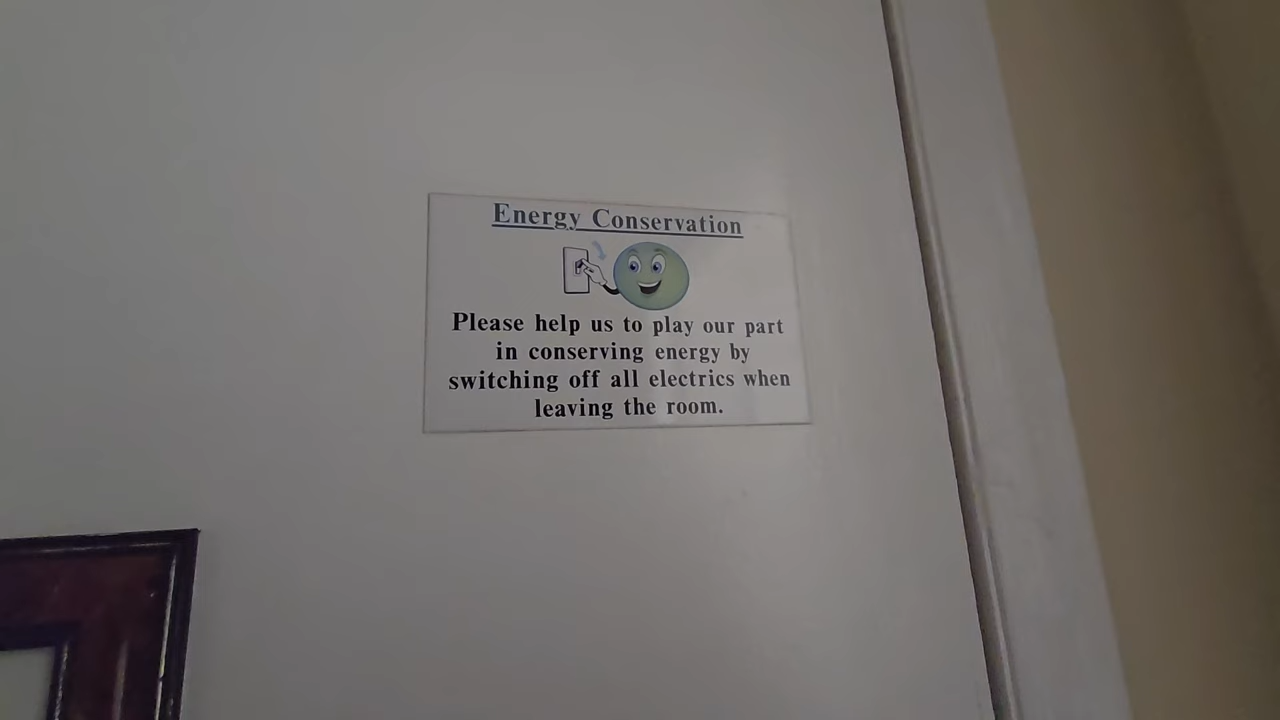 Energy Conservation
Please help us to play our part
in conserving energy by
switching off all electrics when
leaving the room.